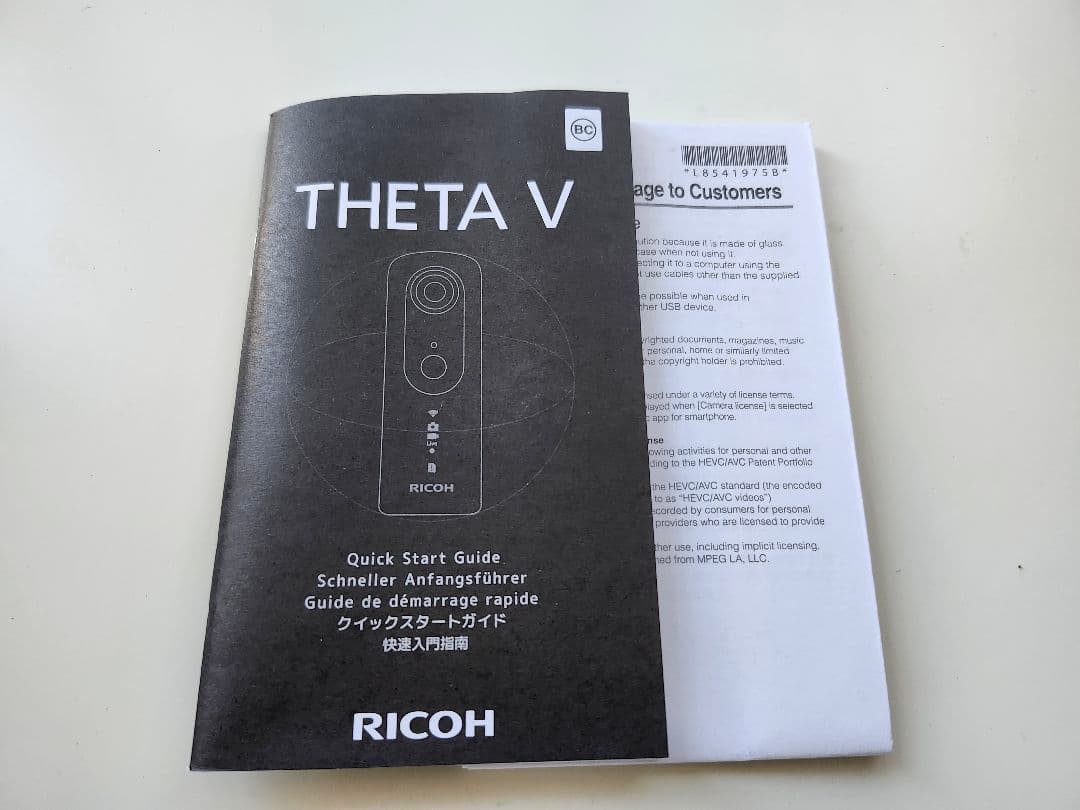 BC
THETA V
RICOH
Quick Start Guide
Schneller Anfangsführer
Guide de démarrage rapide
クイックスタートガイド
快速入門指南
RICOH
*L8541975B*
age to Customers
because it is made of glass.
case when not using it.
ecting it to a computer using the
use cables other than the supplied
e possible when used in
her USB device.
righted documents, magazines, music
personal, home or similarly limited
he copyright holder is prohibited.
sed under a variety of license terms.
layed when [Camera license] is selected
app for smartphone.
nse
owing activities for personal and other
ding to the HEVC/AVC Patent Portfolio
the HEVC/AVC standard (the encoded
to as "HEVC/AVC videos")
ecorded by consumers for personal
providers who are licensed to provide
her use, including implicit licensing,
ned from MPEG LA, LLC.